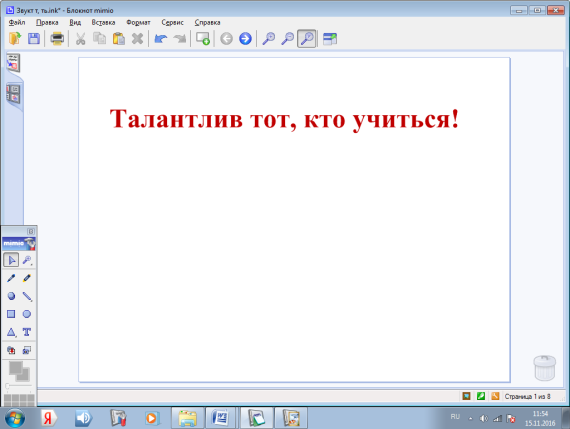 Звукт т, ть.ink* - Блокнот mimio
Файл Правка Вид Вставка Формат Сервис Справка
Талантлив тот, кто учиться!
mimio
Страница 1 из 8
RU
11:54
15.11.2016